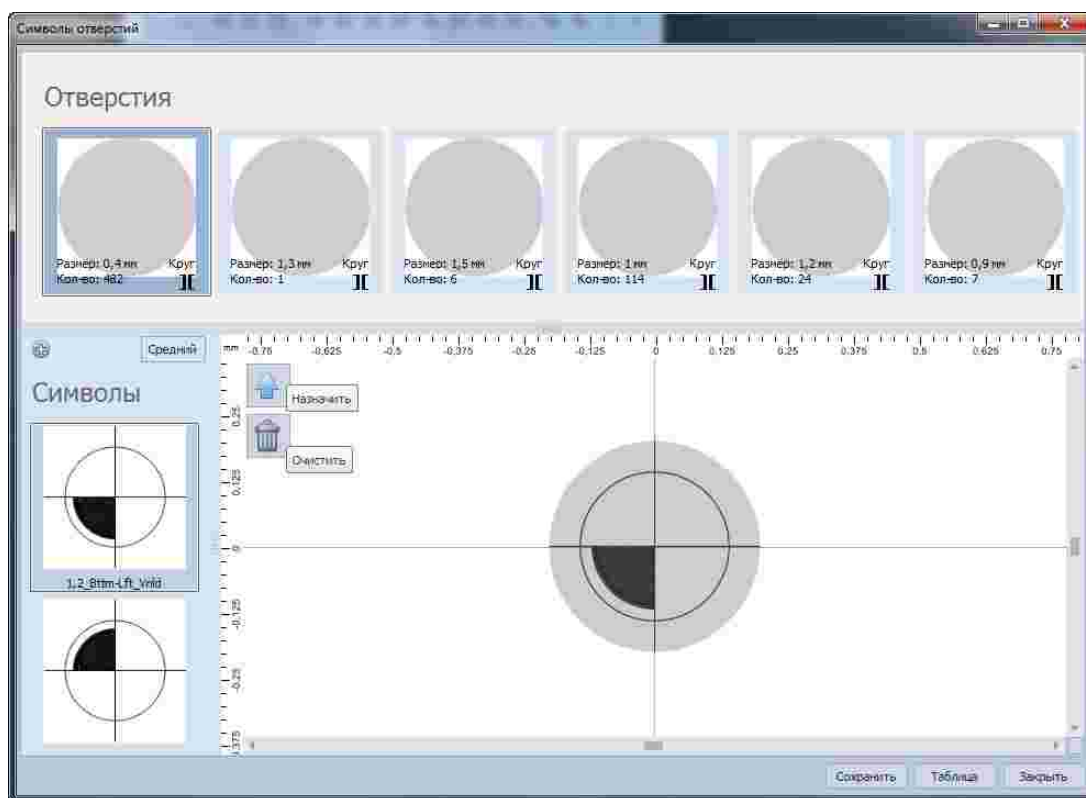 Символы отверстий
Отверстия
Размер: 0,4 мм Круг
Кол-во: 482
Размер: 1,3 мм Круг
Кол-во: 1
Размер: 1,5 мм Круг
Кол-во: 6
Размер: 1 мм Круг
Кол-во: 114
Размер: 1,2 мм Круг
Кол-во: 24
Размер: 0,9 мм Круг
Кол-во: 7
Средний
mm -0.75 -0.625 -0.5 -0.375 -0.25 -0.125 0 0.125 0.25 0.375 0.5 0.625 0.75
Символы
Назначить
Очистить
0.25
0.125
0
-0.125
-0.25
0.375
1,2_Bttm-Lft_Vnld
Сохранить Таблица Закрыть